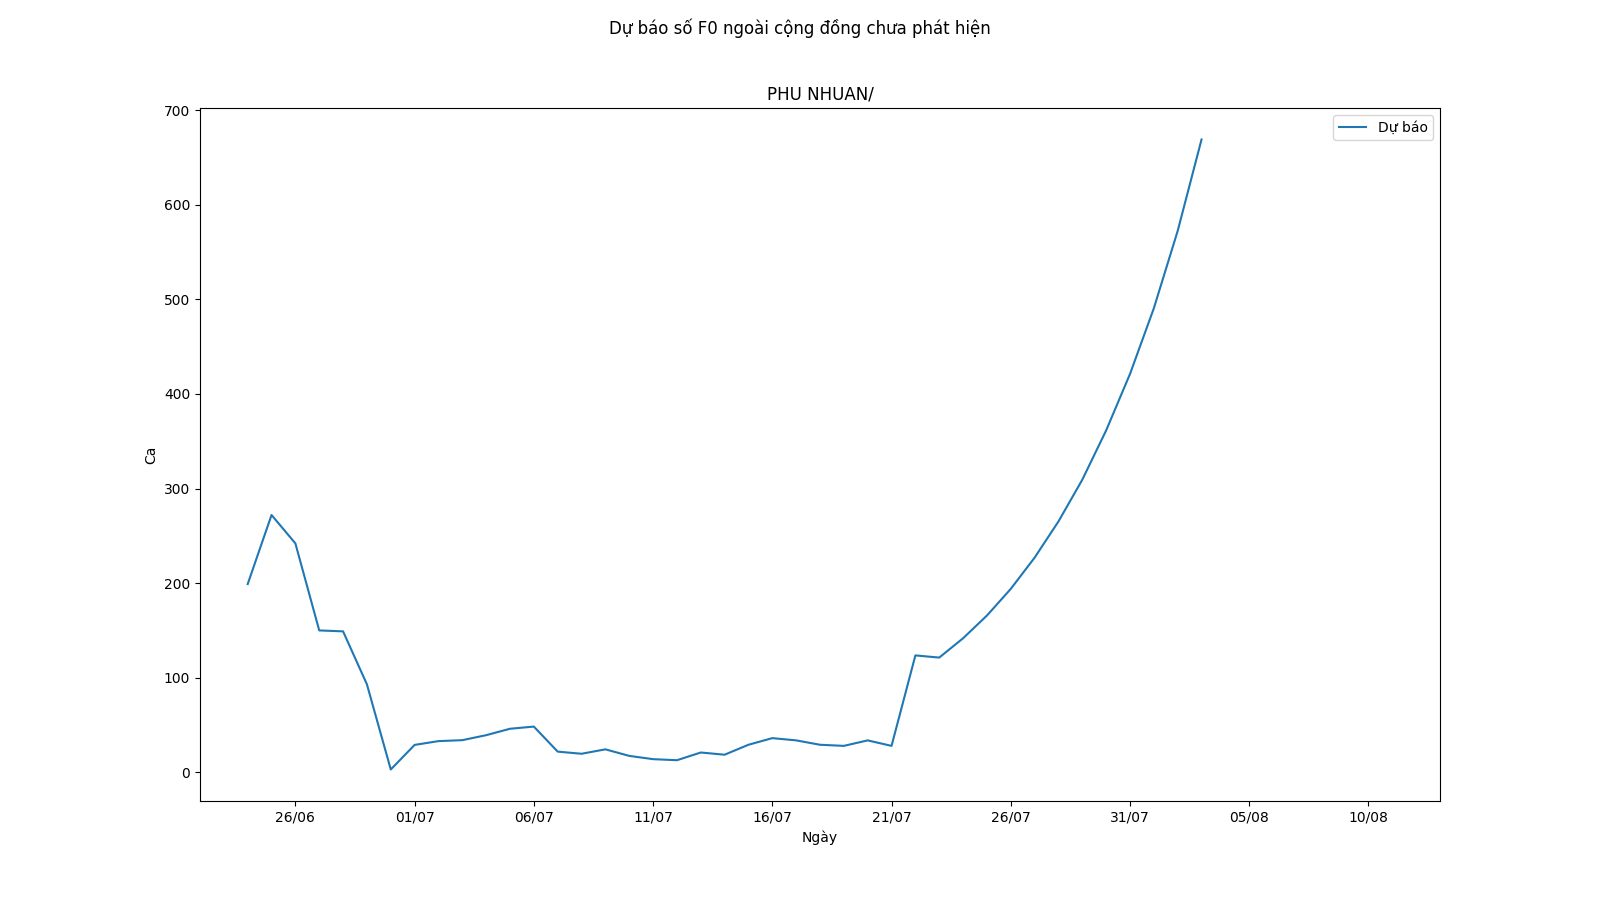 Dự báo số F0 ngoài cộng đồng chưa phát hiện
PHU NHUAN/
Dự báo
700
600
500
400
300
200
100
0
Ca
26/06 01/07 06/07 11/07 16/07 21/07 26/07 31/07 05/08 10/08
Ngày